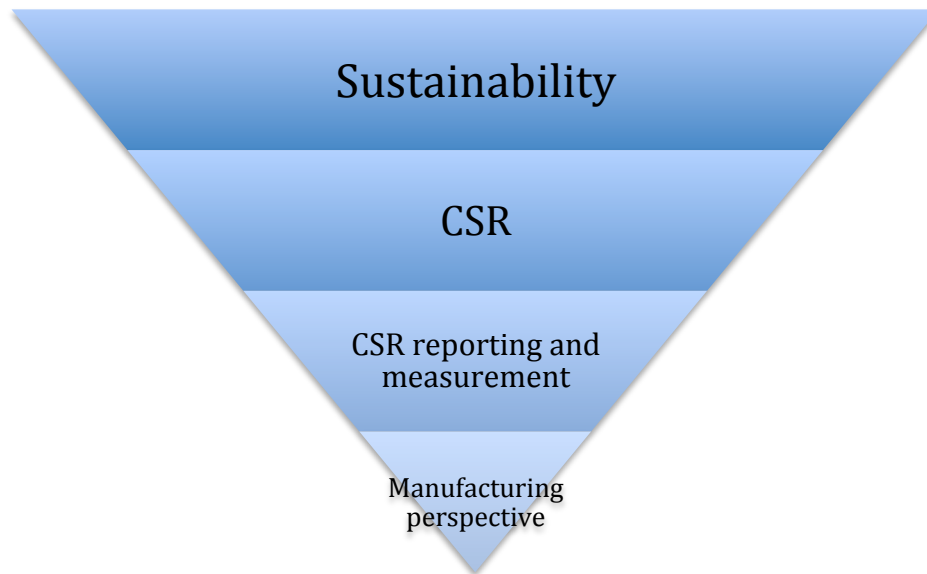 Sustainability
CSR
CSR reporting and
measurement
Manufacturing
perspective